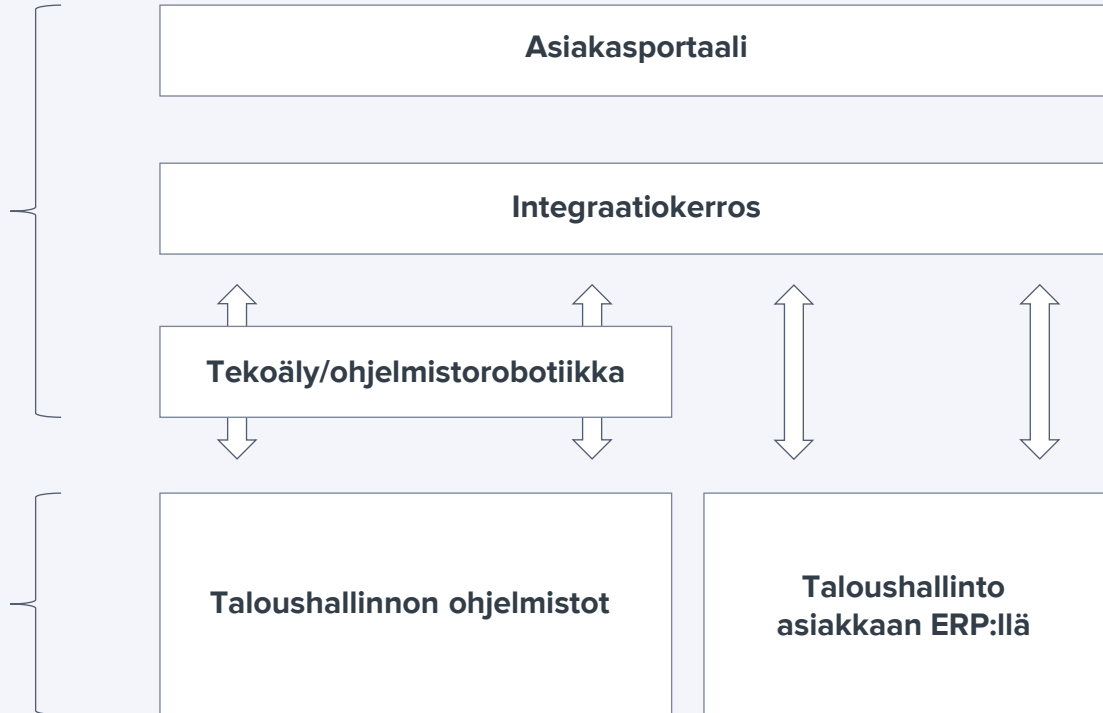 Asiakasportaali
Integraatiokerros
Tekoäly/ohjelmistorobotiikka
Taloushallinnon ohjelmistot
Taloushallinto
asiakkaan ERP:llä